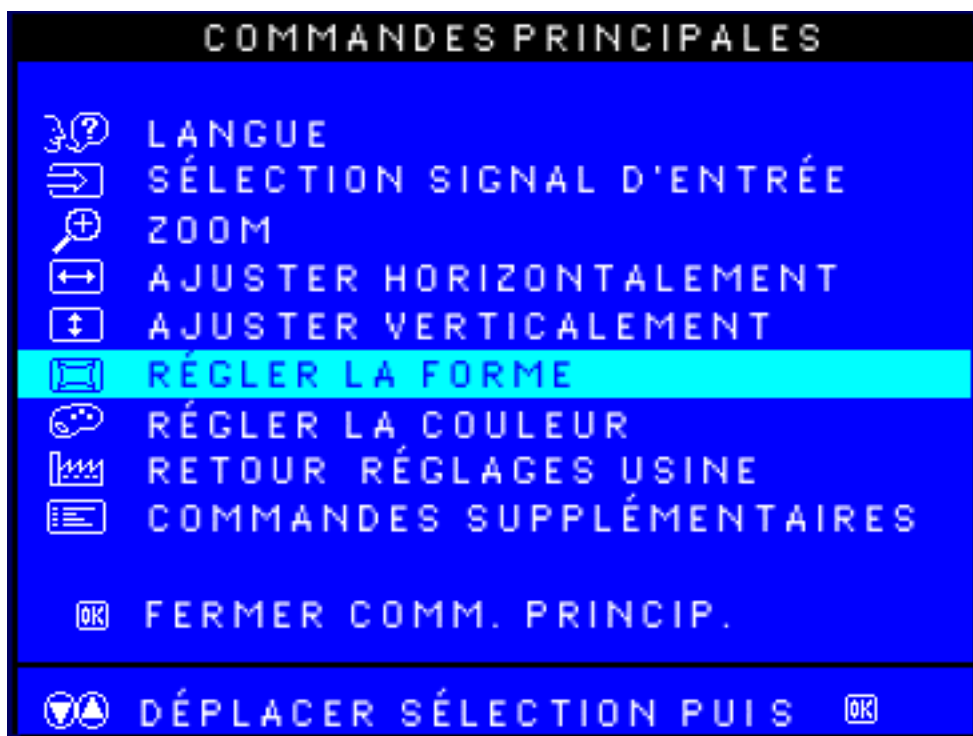 COMMANDES PRINCIPALES
LANGUE
SÉLECTION SIGNAL D'ENTRÉE
ZOOM
AJUSTER HORIZONTALEMENT
AJUSTER VERTICALEMENT
RÉGLER LA FORME
RÉGLER LA COULEUR
RETOUR RÉGLAGES USINE
COMMANDES SUPPLÉMENTAIRES
OK FERMER COMM. PRINCIP.
DÉPLACER SÉLECTION PUIS OK